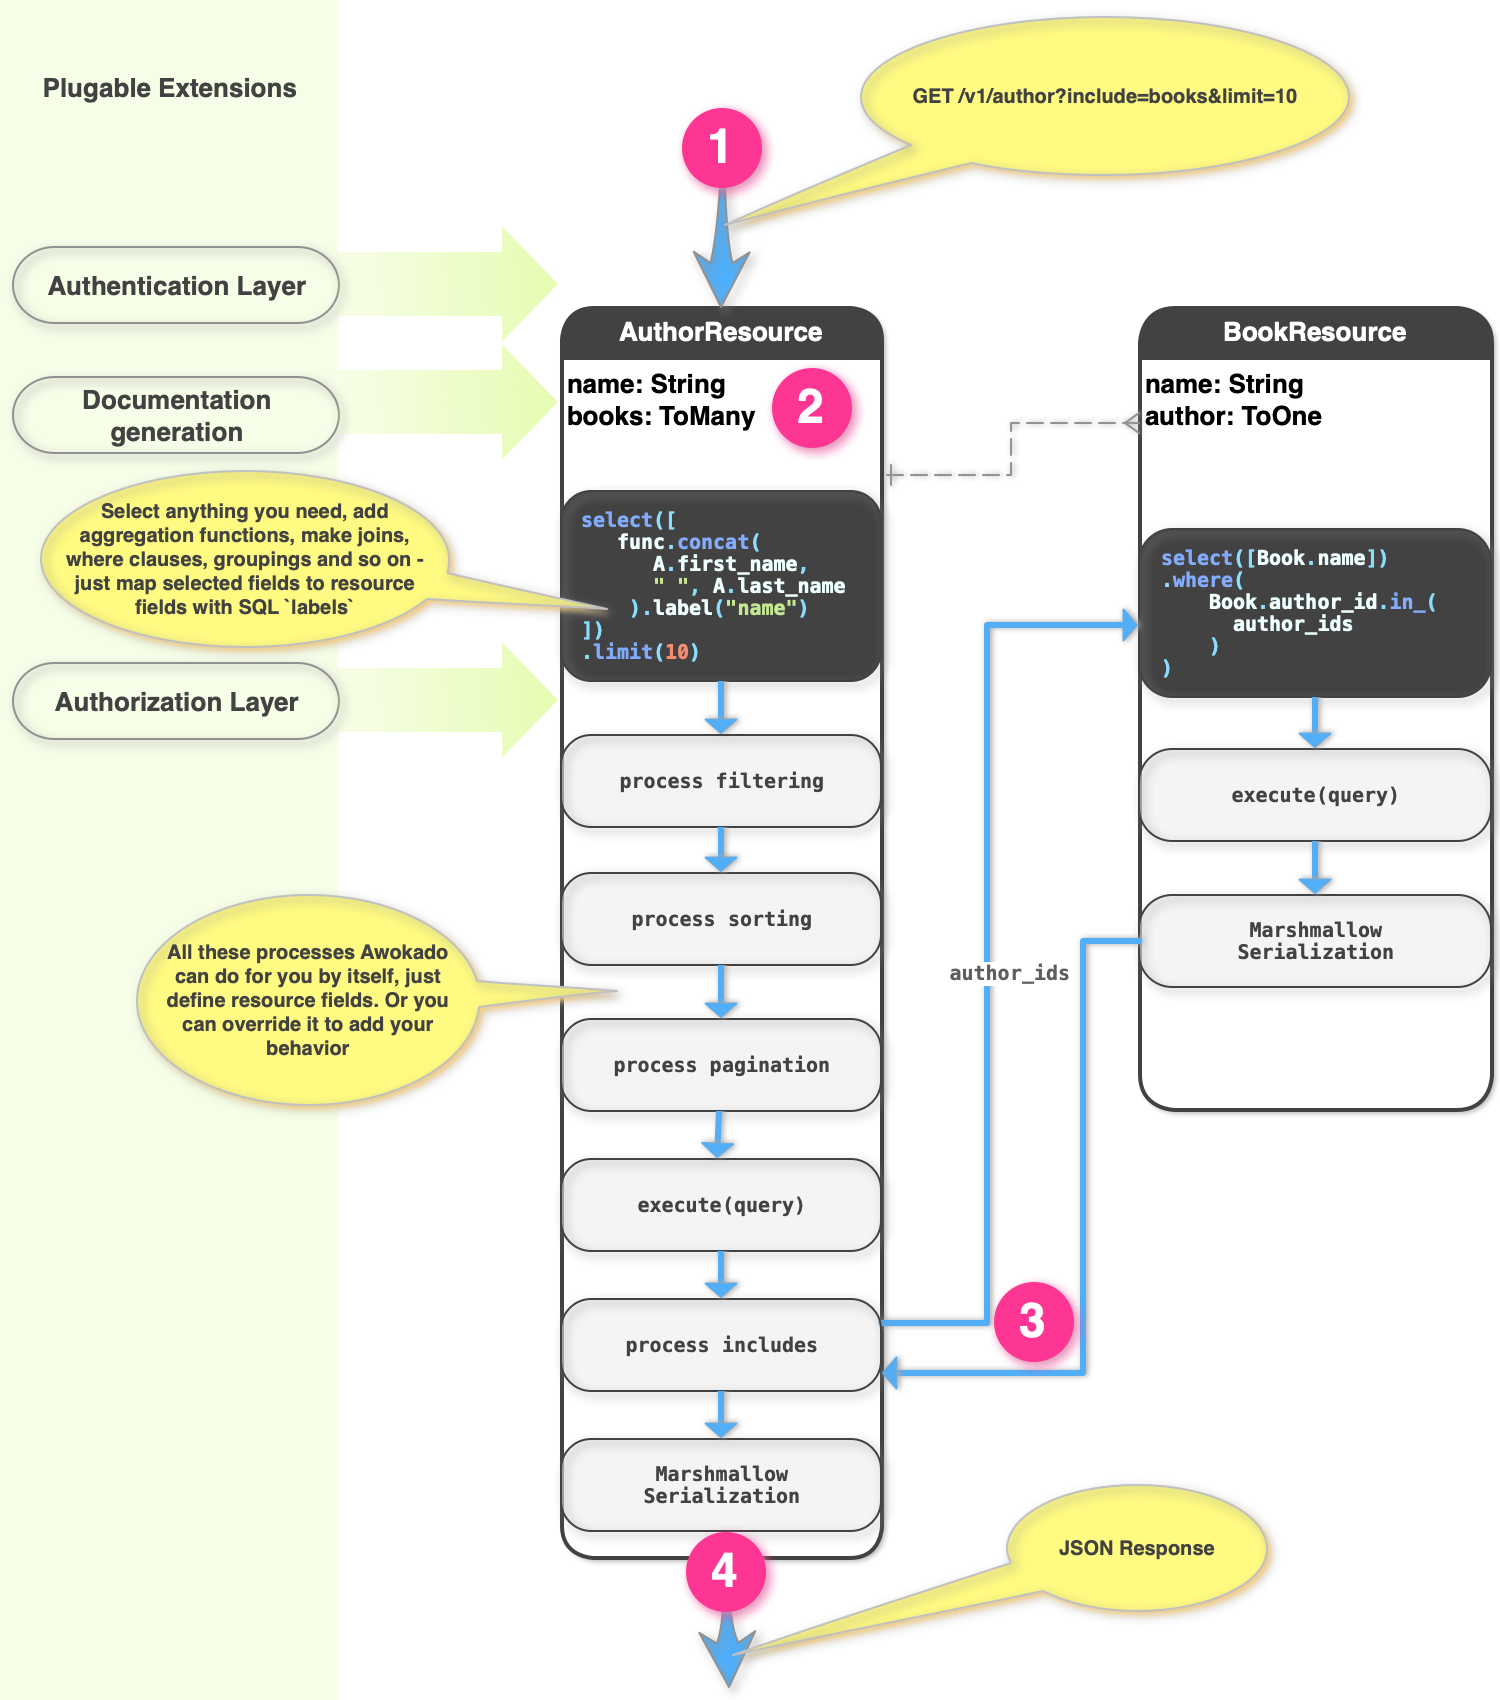 Plugable Extensions
GET /v1/author?include=books&limit=10
1
Authentication Layer
AuthorResource
BookResource
name: String
books: ToMany
2
name: String
author: ToOne
Documentation
generation
Select anything you need, add
aggregation functions, make joins,
where clauses, groupings and so on -
just map selected fields to resource
fields with SQL `labels`
select([
func.concat(
A.first_name,
" ", A.last_name
).label("name")
])
.limit(10)
select([Book.name])
.where(
Book.author_id.in_(
author_ids
)
)
Authorization Layer
process filtering
execute(query)
process sorting
Marshmallow
Serialization
All these processes Awokado
can do for you by itself, just
define resource fields. Or you
can override it to add your
behavior
author_ids
process pagination
execute(query)
process includes
3
Marshmallow
Serialization
4
JSON Response